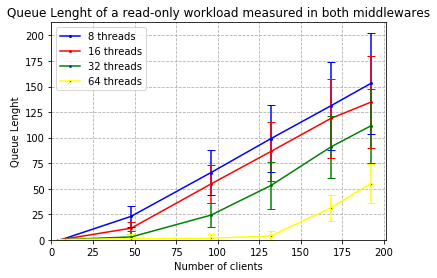 Queue Lenght of a read-only workload measured in both middlewares
8 threads
16 threads
32 threads
64 threads
Queue Lenght
200
175
150
125
100
75
50
25
0
0 25 50 75 100 125 150 175 200
Number of clients